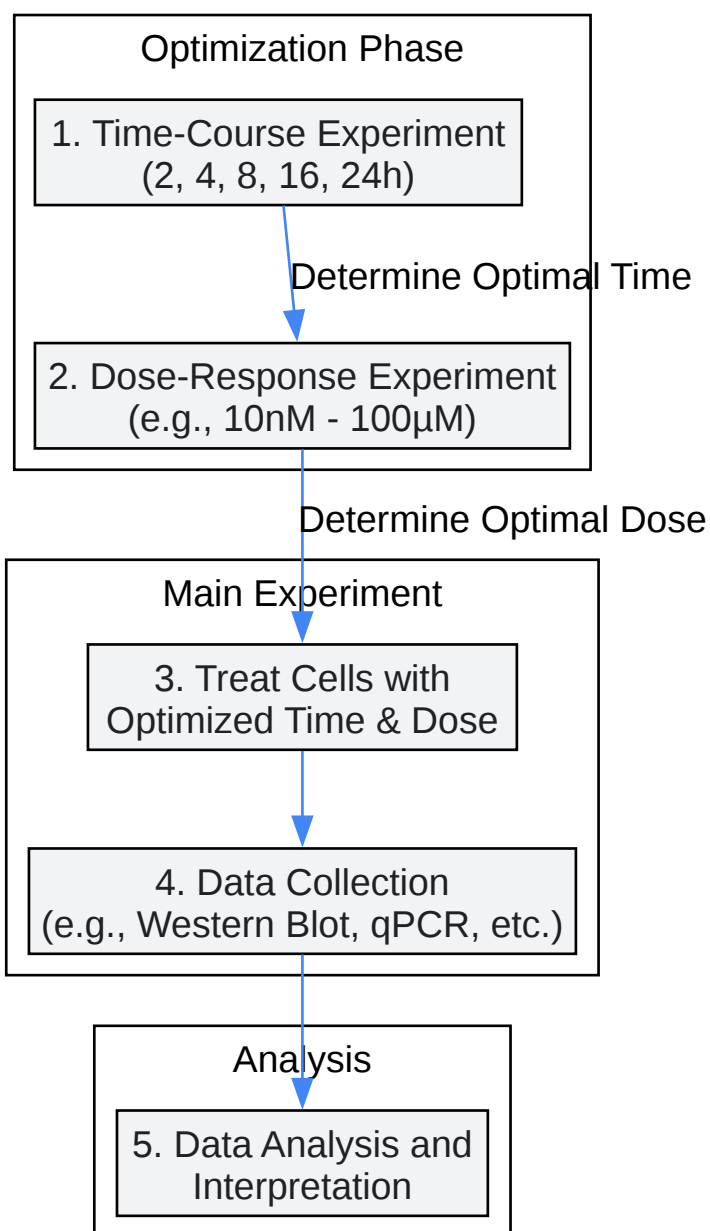 Optimization Phase
1. Time-Course Experiment
(2, 4, 8, 16, 24h)
Determine Optimal Time
2. Dose-Response Experiment
(e.g., 10nM - 100µM)
Determine Optimal Dose
Main Experiment
3. Treat Cells with
Optimized Time & Dose
4. Data Collection
(e.g., Western Blot, qPCR, etc.)
Analysis
5. Data Analysis and
Interpretation